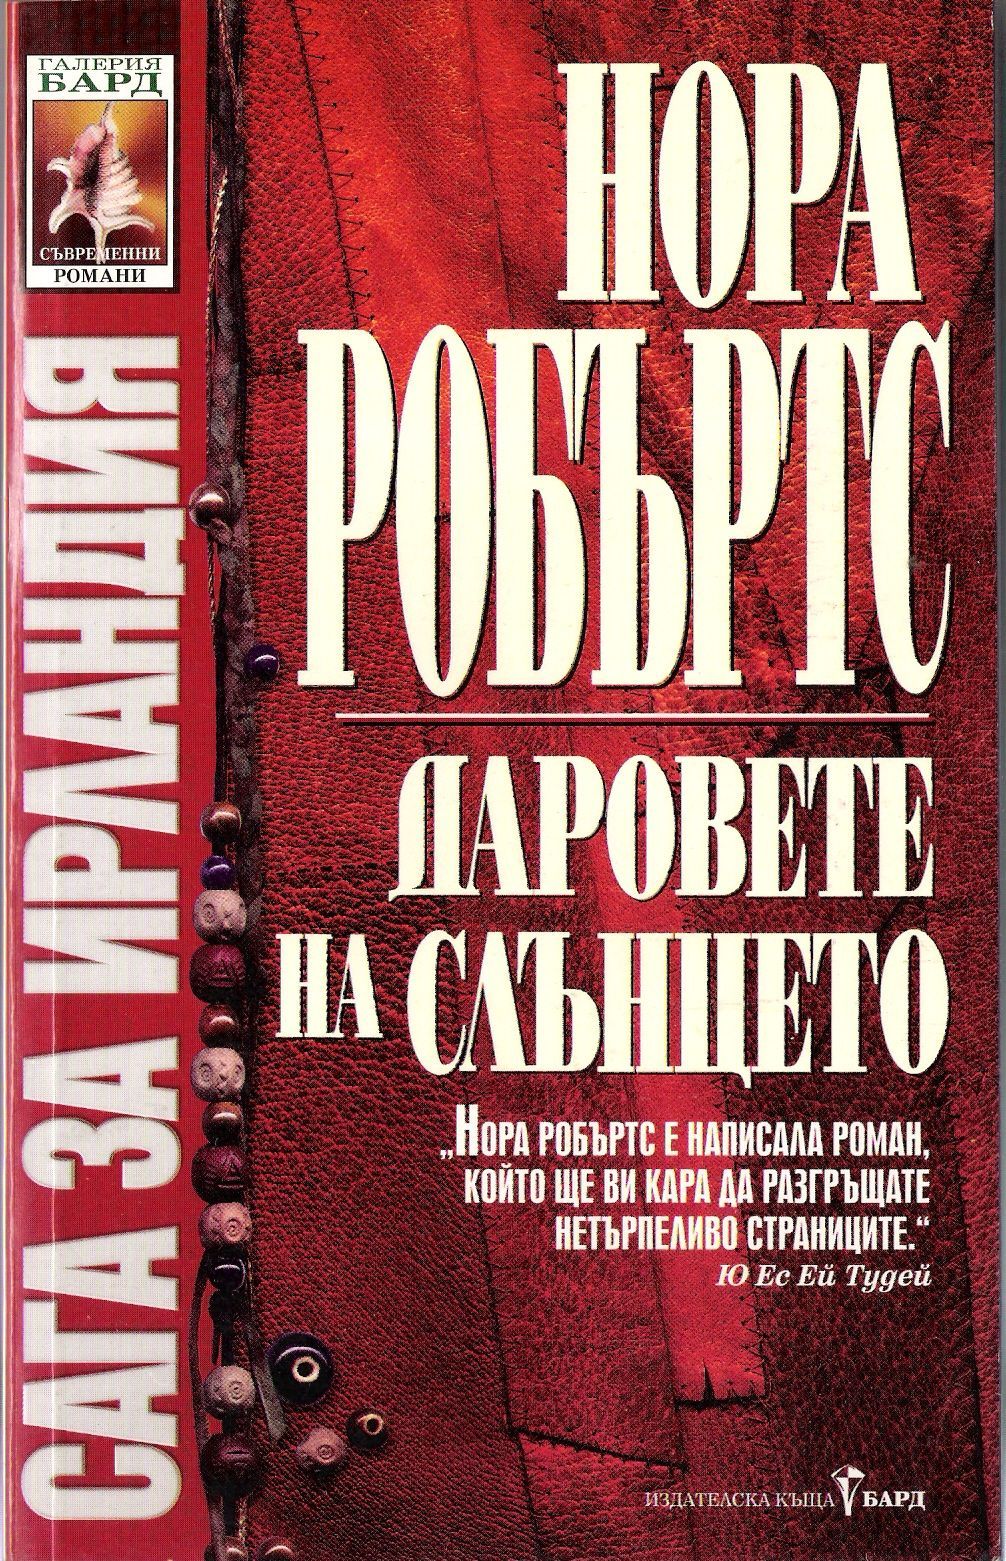 ГАЛЕРИЯ
БАРД
СЪВРЕМЕННИ
РОМАНИ
САГА ЗА ИРЛАНДИЯ
НОРА
РОБЪРТС
ДАРОВЕТЕ
НА СЛЪНЦЕТО
„НОРА РОБЪРТС Е НАПИСАЛА РОМАН,
КОЙТО ЩЕ ВИ КАРА ДА РАЗГРЪЩАТЕ
НЕТЪРПЕЛИВО СТРАНИЦИТЕ.“
Ю Ес Ей Тудей
ИЗДАТЕЛСКА КЪЩА БАРД